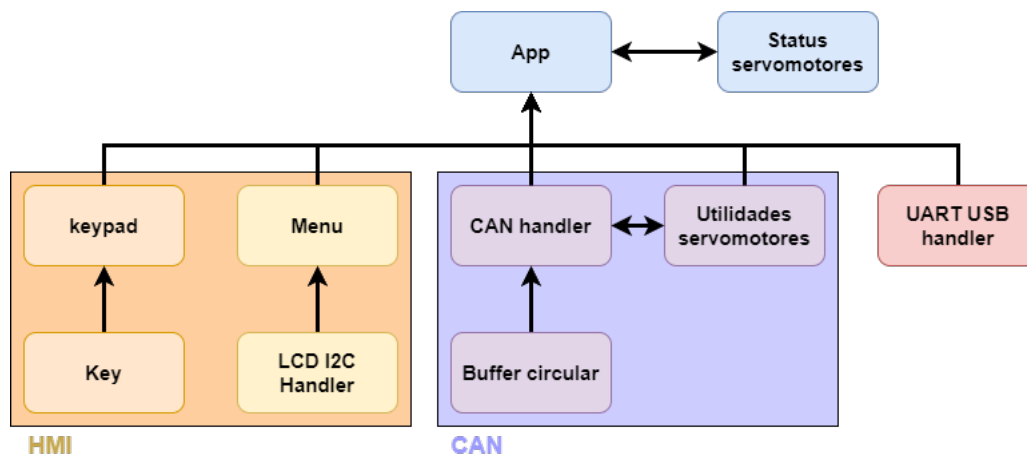 App
Status
servomotores
keypad
Menu
CAN handler
Utilidades
servomotores
UART USB
handler
Key
LCD I2C
Handler
Buffer circular
HMI
CAN